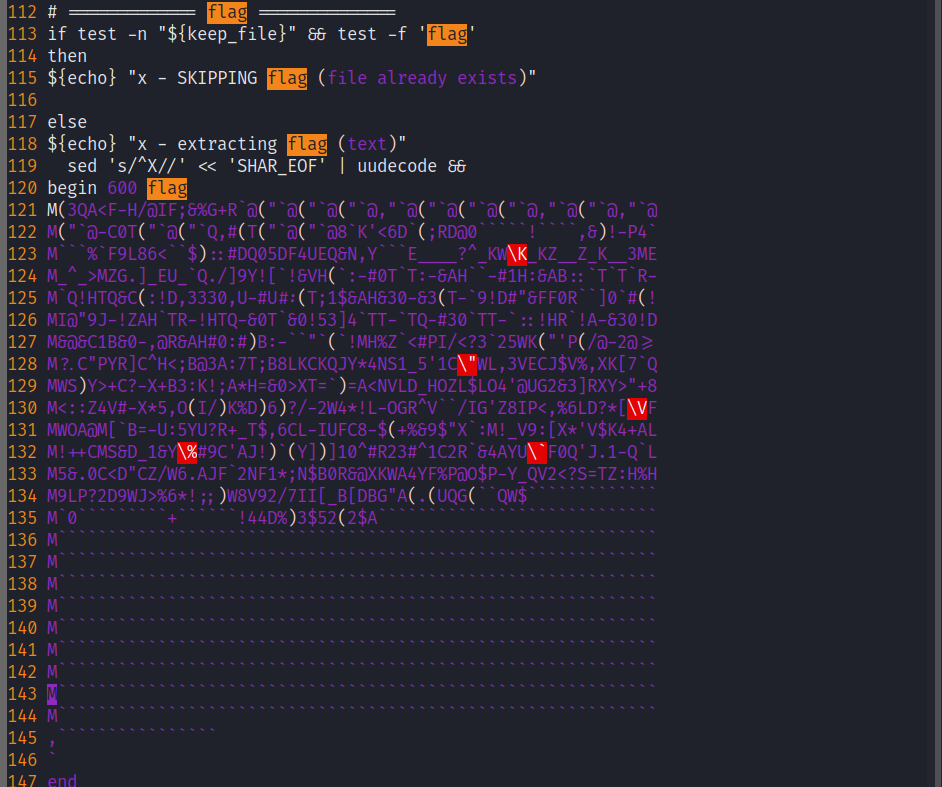 112 # ============= flag ==============
113 if test -n "${keep_file}" && test -f 'flag'
114 then
115 ${echo} "x - SKIPPING flag (file already exists)"
116
117 else
118 ${echo} "x - extracting flag (text)"
119   sed 's/^X//' << 'SHAR_EOF' | uudecode &&
120 begin 600 flag
121 M(3QA<F-H/@IF;&%G+R`@("`@("`@("`@,"`@("`@("`@("`@,"`@("`@,"`@
122 M("`@-C0T("`@("`Q,#(T("`@("`@8`K'<6D`(;RD@0`````!`````,&)!-P4`
123 M```%`F9L86<``$)::#DQ05DF4UEQ&N,Y```E____?^_KW\K_KZ__Z_K__3ME
124 M_^_>MZG.]_EU_`Q./]9Y![`!&VH(`:-#0T`T:-&AH``-#1H:&AB::`T`T`R-
125 M`Q!HTQ&C(:!D,3330,U-#U#:(T;1$&AH&30-&3(T-`9!D#"&FF0R``]0`#(!
126 MI@"9J-!ZAH`TR-!HTQ-&0T`&0!53]4`TT-`TQ-#30`TT-`::!HR`!A-&30!D
127 M&@&C1B&0-,@R&AH#0:#)B:-``"`(`!MH%Z`<#PI/<?3`25WK("'P(/@-2@>
128 M?.C"PYR]C^H<;B@3A:7T;B8LKCKQJY*4NS1_5'1C\"WL,3VECJ$V%,XK[7`Q
129 MWS)Y>+C?-X+B3:K!;A*H=&0>XT=`)=A<NVLD_HOZL$LO4'@UG2&3]RXY>"+8
130 M<::Z4V#-X*5,O(I/)K%D)6)?/-2W4*!L-OGR^V``/IG'Z8IP<,%6LD?*[\VF
131 MWOA@M[`B=-U:5YU?R+_T$,6CL-IUFC8-$(+%&9$"X`:M!_V9:[X*'V$K4+AL
132 M!++CMS&D_1&Y\%#9C'AJ!)`(Y])]10^#R23#^1C2R`&4AYU\`F0Q'J.1-Q`L
133 M5&.0C<D"CZ/W6.AJF`2NF1*;N$B0R&@XKWA4YF%P@O$P-Y_QV2<?S=TZ:H%H
134 M9LP?2D9WJ>%6*!;;)W8V92/7II[_B[DBG"A(.(UQG(``QW$`````````````
135 M`0`````````+``````!44D%)3$52(2$A````````````````````````````
136 M````````````````````````````````````````````````````````````
137 M````````````````````````````````````````````````````````````
138 M````````````````````````````````````````````````````````````
139 M````````````````````````````````````````````````````````````
140 M````````````````````````````````````````````````````````````
141 M````````````````````````````````````````````````````````````
142 M````````````````````````````````````````````````````````````
143 M````````````````````````````````````````````````````````````
144 M````````````````````````````````````````````````````````````
145 ,````````````````
146 `
147 end